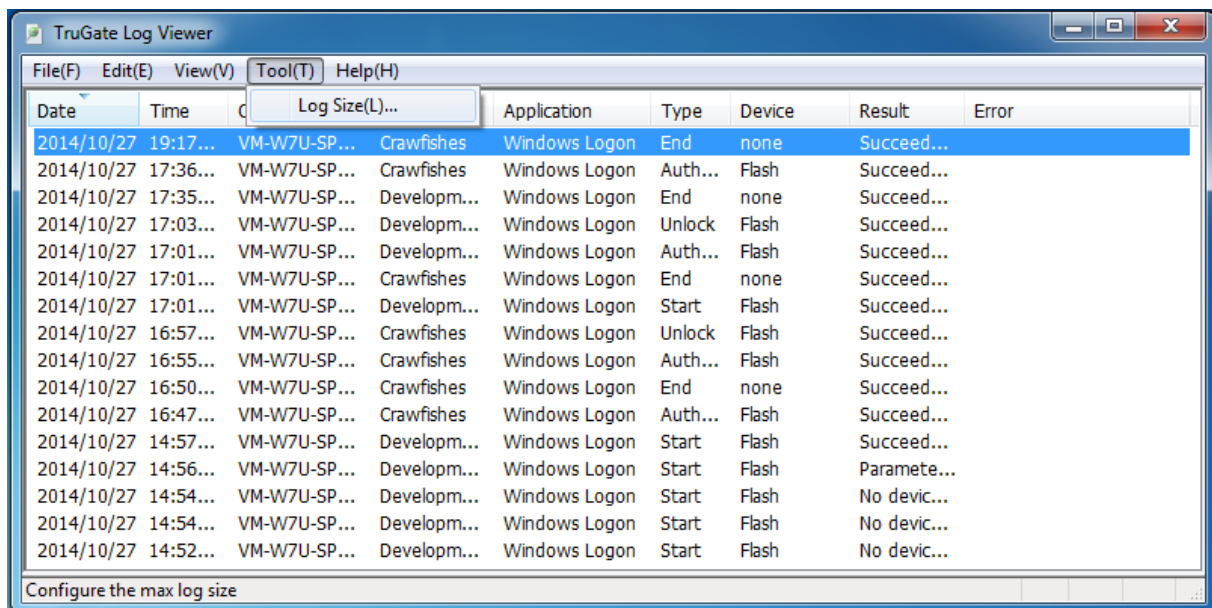 TruGate Log Viewer
File(F) Edit(E) View(V) Tool(T) Help(H)
Log Size(L)...
Date Time Application Type Device Result Error
2014/10/27 19:17... VM-W7U-SP... Crawfishes Windows Logon End none Succeed...
2014/10/27 17:36... VM-W7U-SP... Crawfishes Windows Logon Auth... Flash Succeed...
2014/10/27 17:35... VM-W7U-SP... Developm... Windows Logon End none Succeed...
2014/10/27 17:03... VM-W7U-SP... Developm... Windows Logon Unlock Flash Succeed...
2014/10/27 17:01... VM-W7U-SP... Developm... Windows Logon Auth... Flash Succeed...
2014/10/27 17:01... VM-W7U-SP... Crawfishes Windows Logon End none Succeed...
2014/10/27 17:01... VM-W7U-SP... Developm... Windows Logon Start Flash Succeed...
2014/10/27 16:57... VM-W7U-SP... Crawfishes Windows Logon Unlock Flash Succeed...
2014/10/27 16:55... VM-W7U-SP... Crawfishes Windows Logon Auth... Flash Succeed...
2014/10/27 16:50... VM-W7U-SP... Crawfishes Windows Logon End none Succeed...
2014/10/27 16:47... VM-W7U-SP... Crawfishes Windows Logon Auth... Flash Succeed...
2014/10/27 14:57... VM-W7U-SP... Developm... Windows Logon Start Flash Succeed...
2014/10/27 14:56... VM-W7U-SP... Developm... Windows Logon Start Flash Paramete...
2014/10/27 14:54... VM-W7U-SP... Developm... Windows Logon Start Flash No devic...
2014/10/27 14:54... VM-W7U-SP... Developm... Windows Logon Start Flash No devic...
2014/10/27 14:52... VM-W7U-SP... Developm... Windows Logon Start Flash No devic...
Configure the max log size